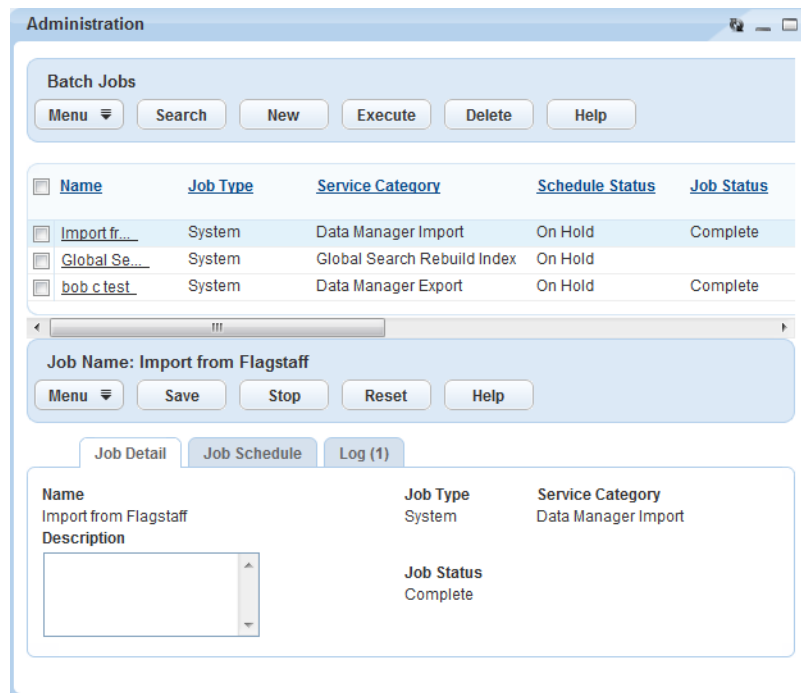 Administration
Batch Jobs
Menu Search New Execute Delete Help
Name Job Type Service Category Schedule Status Job Status
Import fr... System Data Manager Import On Hold Complete
Global Se... System Global Search Rebuild Index On Hold
bob c test System Data Manager Export On Hold Complete
Job Name: Import from Flagstaff
Menu Save Stop Reset Help
Job Detail Job Schedule Log (1)
Name Job Type Service Category
Import from Flagstaff System Data Manager Import
Description
Job Status
Complete